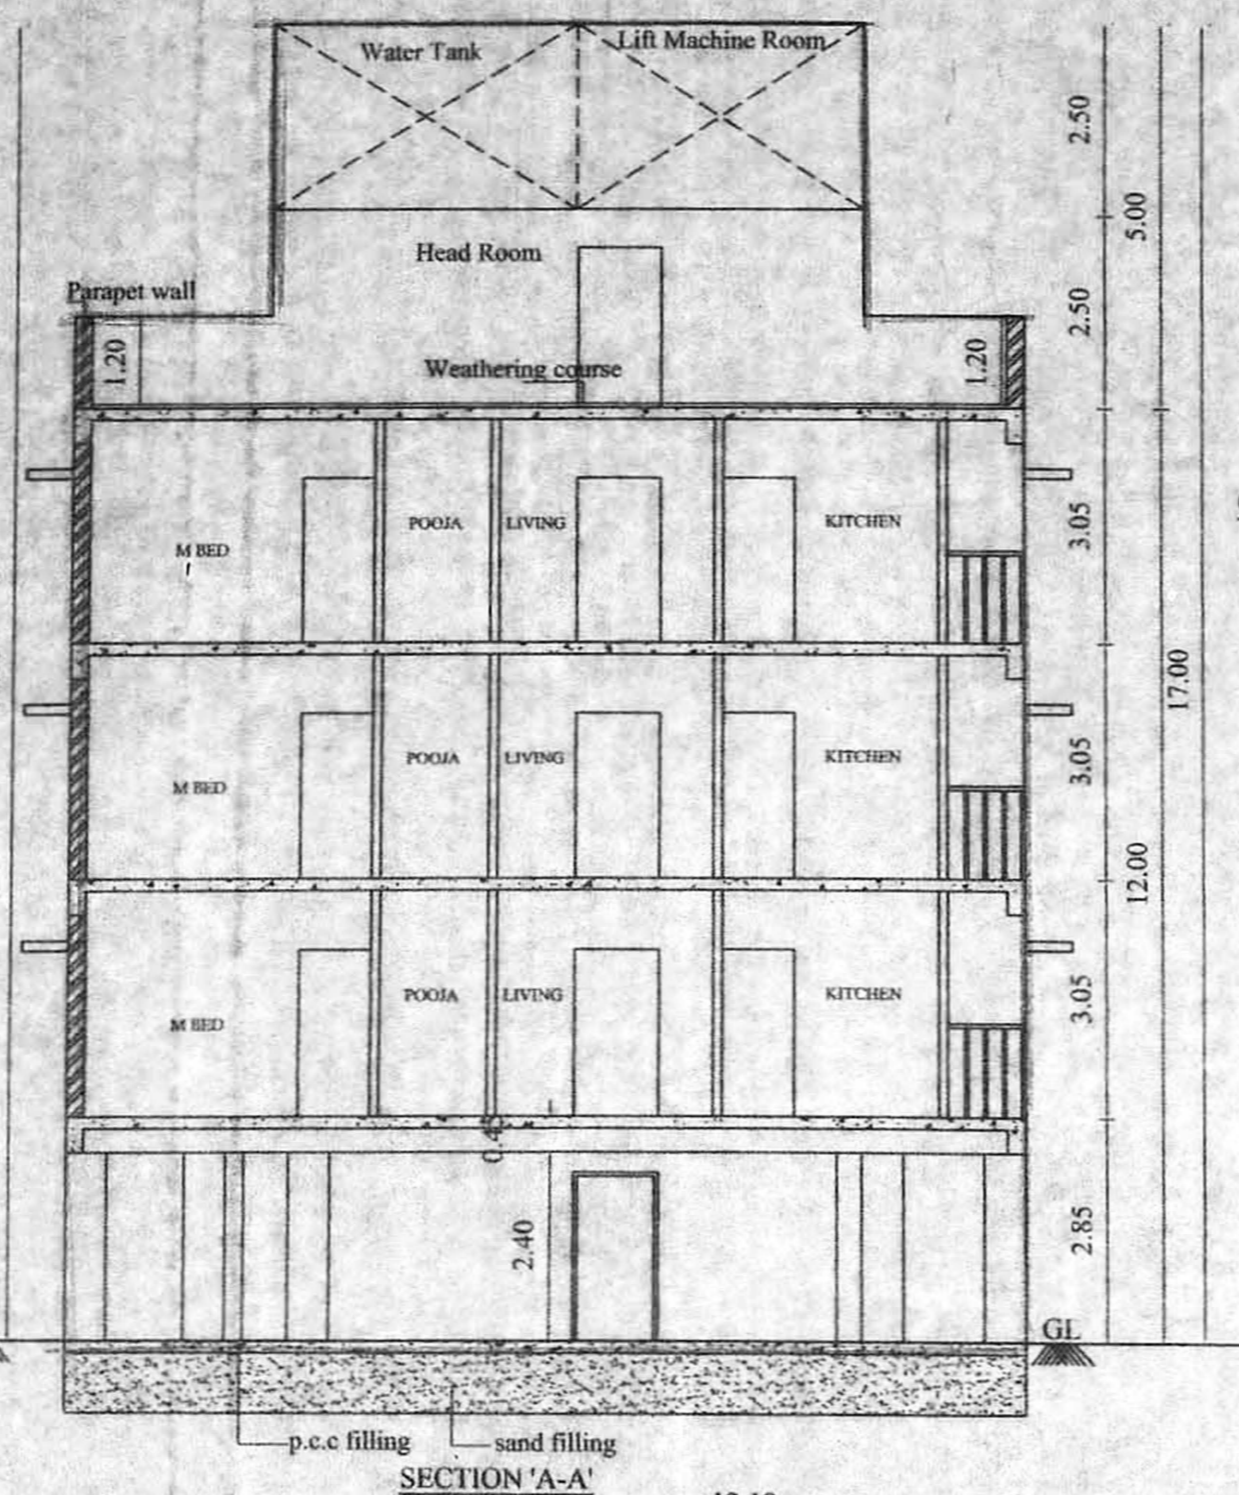 Water Tank
Lift Machine Room
2.50
5.00
Head Room
Parapet wall
2.50
1.20
1.20
Weathering course
POOJA
LIVING
KITCHEN
3.05
M BED
17.00
POOJA
LIVING
KITCHEN
3.05
M BED
12.00
POOJA
LIVING
KITCHEN
3.05
M BED
2.40
2.85
GL
p.c.c filling
sand filling
SECTION 'A-A'